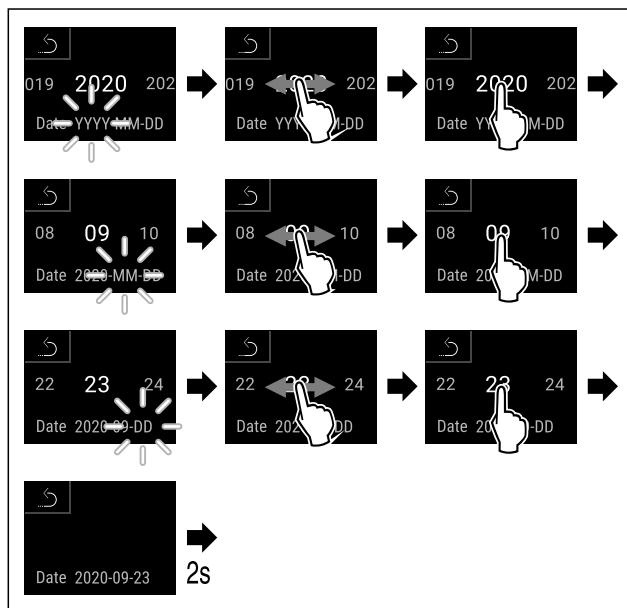 019 2020 202
Date YYYY-MM-DD
019 202
Date
019 2020 202
Date
08 09 10
Date 2020-MM-DD
08 10
Date
08 09 10
Date
22 23 24
Date 2020-09-DD
22 24
Date
22 23 24
Date
Date 2020-09-23
2s